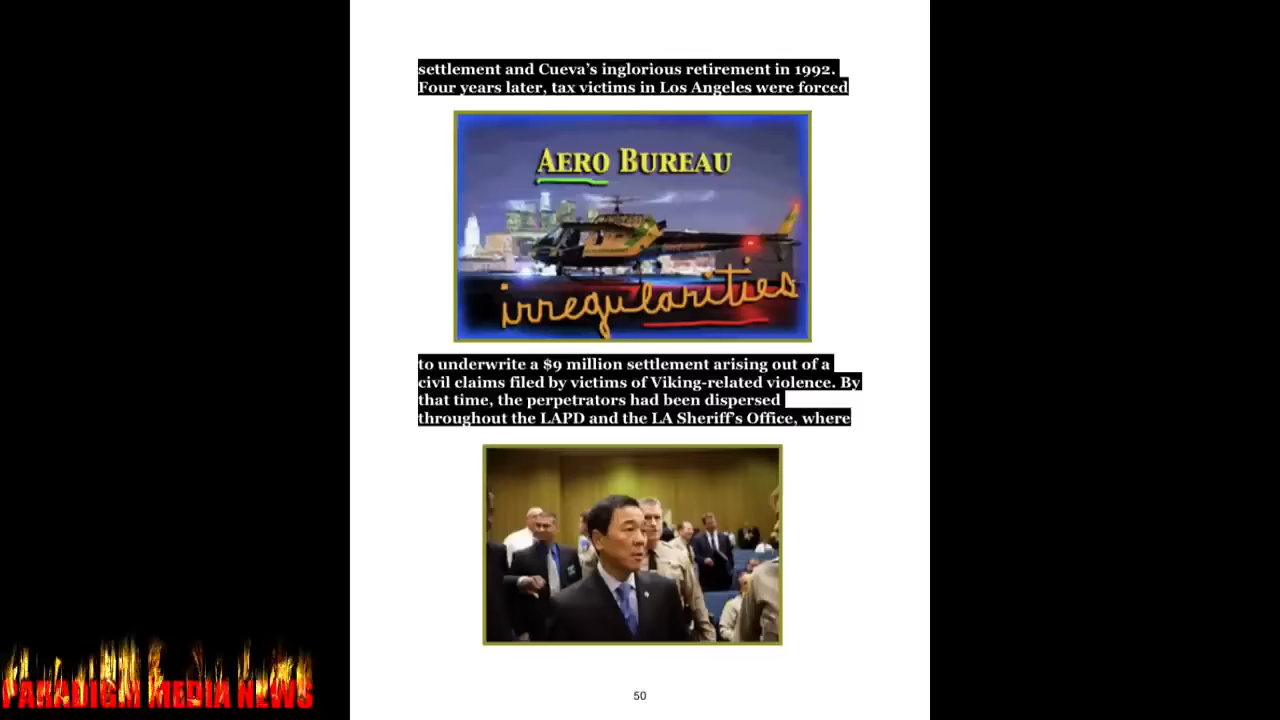 settlement and Cueva’s inglorious retirement in 1992.
Four years later, tax victims in Los Angeles were forced
AERO BUREAU
irregularities
to underwrite a $9 million settlement arising out of a
civil claims filed by victims of Viking-related violence. By
that time, the perpetrators had been dispersed
throughout the LAPD and the LA Sheriff’s Office, where
50
PARADIGM MEDIA NEWS